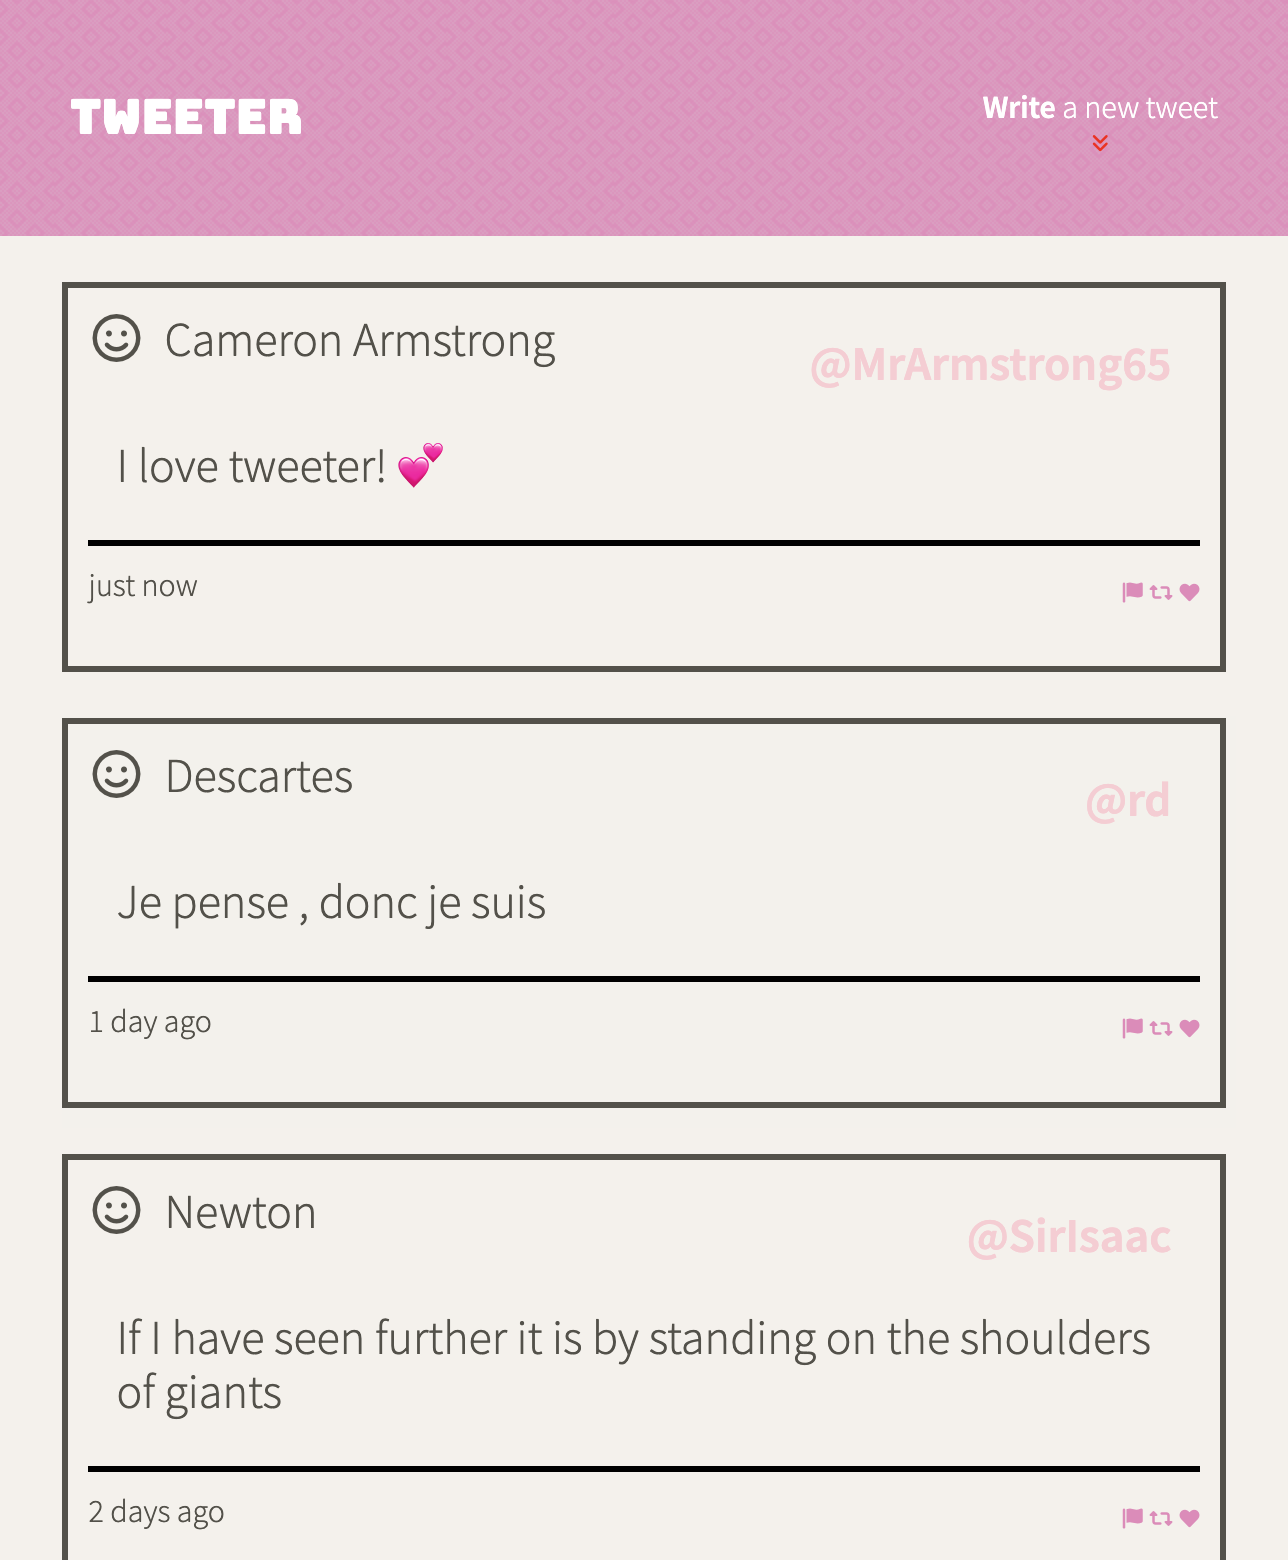 TWEETER
Write a new tweet
Cameron Armstrong
@MrArmstrong65
I love tweeter! 💕
just now
Descartes
@rd
Je pense , donc je suis
1 day ago
Newton
@SirIsaac
If I have seen further it is by standing on the shoulders
of giants
2 days ago